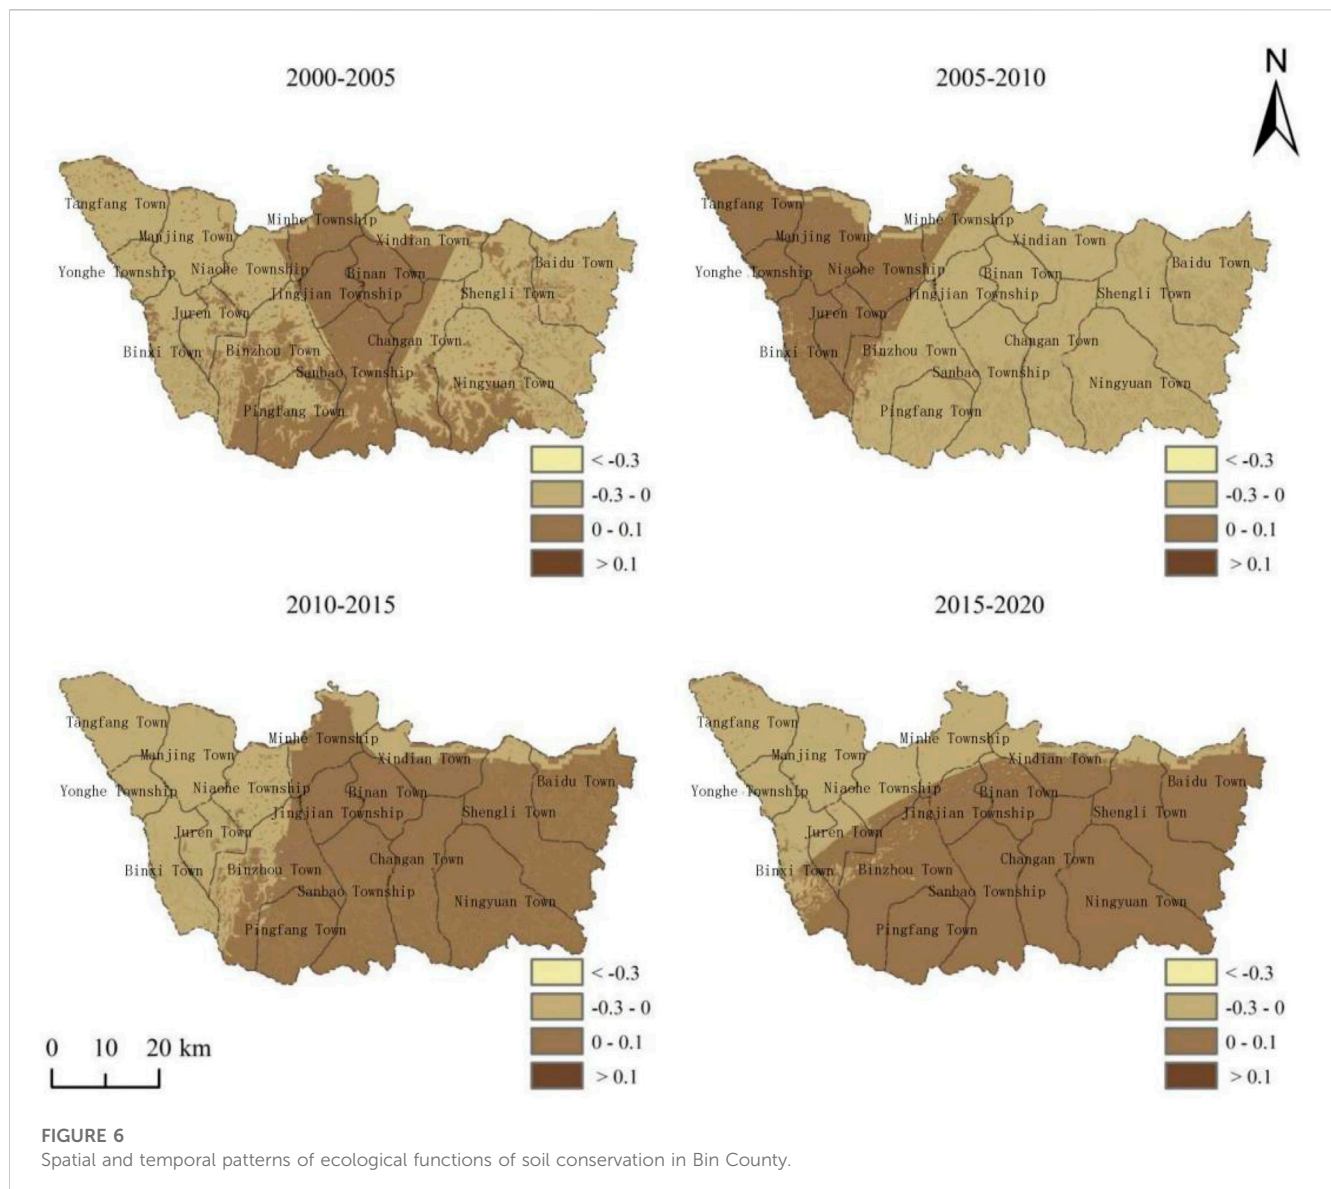 2000-2005
Tangfang Town
Minhe Township
Manjing Town
Xindian Town
Yonghe Township
Niaohe Township
Binan Town
Baidu Town
Jingjian Township
Shengli Town
Juren Town
Binxi Town
Binzhou Town
Changan Town
Sanbao Township
Ningyuan Town
Pingfang Town
< -0.3
-0.3 - 0
0 - 0.1
> 0.1
2005-2010
N
Tangfang Town
Minhe Township
Manjing Town
Xindian Town
Yonghe Township
Niaohe Township
Binan Town
Baidu Town
Jingjian Township
Shengli Town
Juren Town
Binxi Town
Binzhou Town
Changan Town
Sanbao Township
Ningyuan Town
Pingfang Town
< -0.3
-0.3 - 0
0 - 0.1
> 0.1
2010-2015
Tangfang Town
Minhe Township
Manjing Town
Xindian Town
Yonghe Township
Niaohe Township
Binan Town
Baidu Town
Jingjian Township
Shengli Town
Juren Town
Binxi Town
Binzhou Town
Changan Town
Sanbao Township
Ningyuan Town
Pingfang Town
< -0.3
-0.3 - 0
0 - 0.1
> 0.1
0 10 20 km
2015-2020
Tangfang Town
Minhe Township
Manjing Town
Xindian Town
Yonghe Township
Niaohe Township
Binan Town
Baidu Town
Jingjian Township
Shengli Town
Juren Town
Binxi Town
Binzhou Town
Changan Town
Sanbao Township
Ningyuan Town
Pingfang Town
< -0.3
-0.3 - 0
0 - 0.1
> 0.1
FIGURE 6
Spatial and temporal patterns of ecological functions of soil conservation in Bin County.